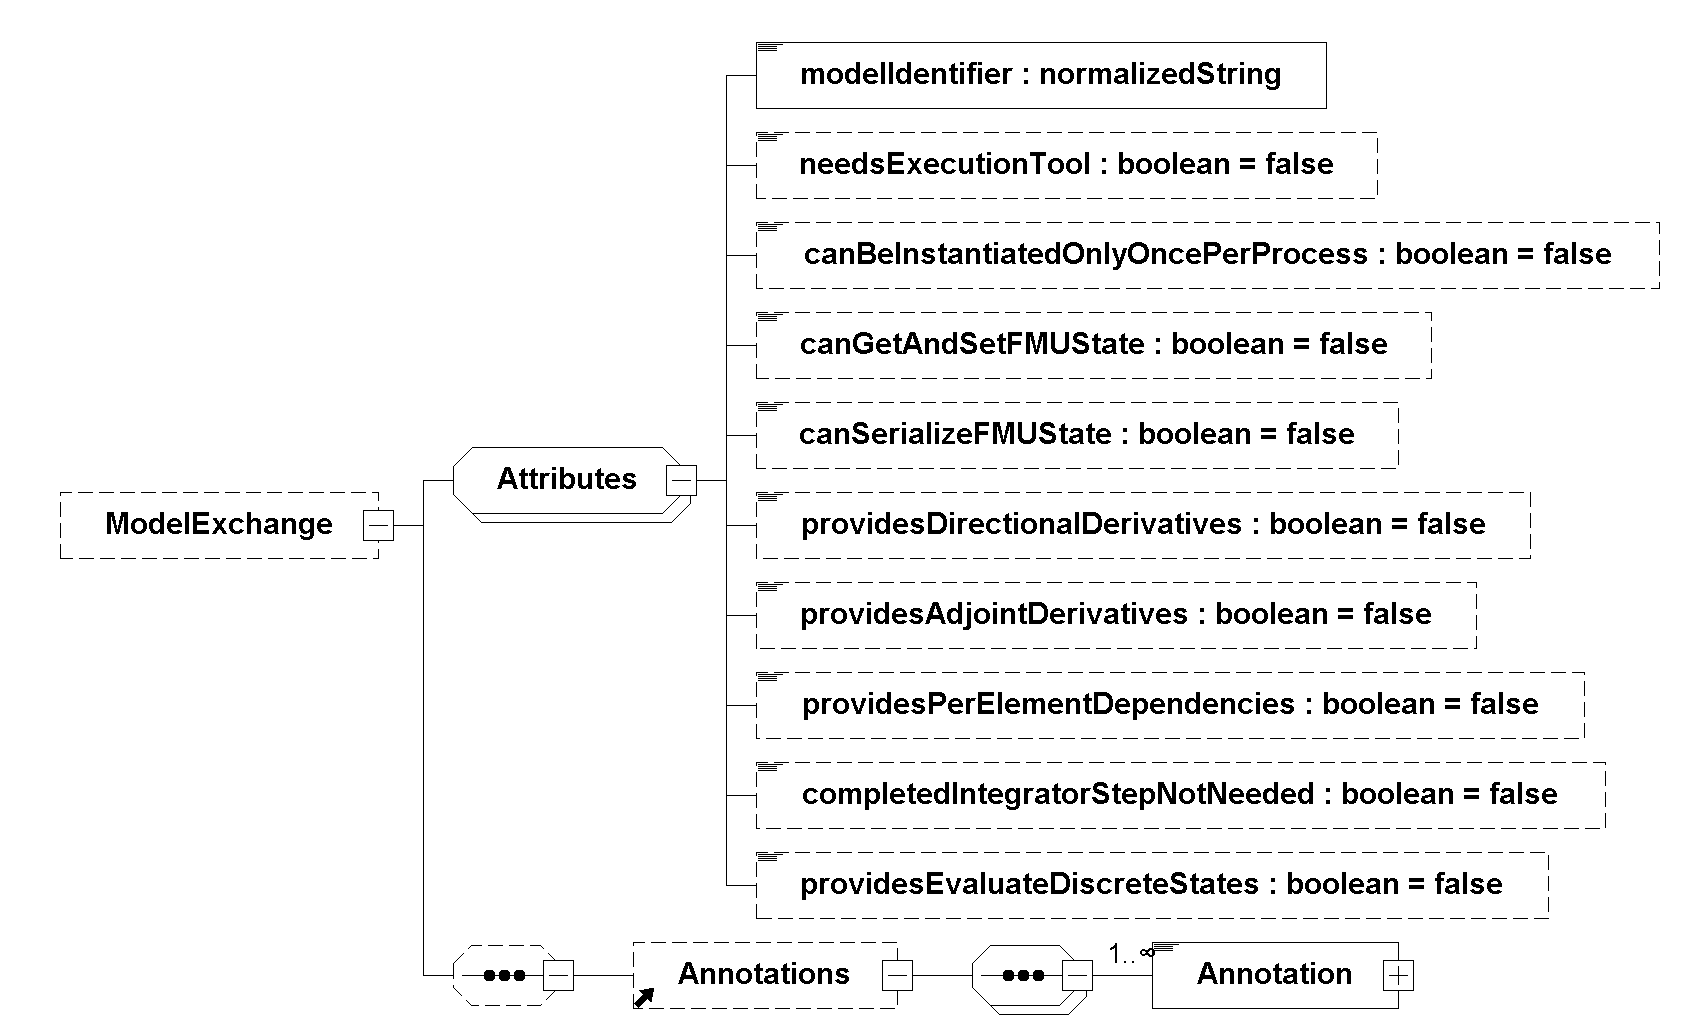 modelIdentifier : normalizedString
needsExecutionTool : boolean = false
canBeInstantiatedOnlyOncePerProcess : boolean = false
canGetAndSetFMUState : boolean = false
canSerializeFMUState : boolean = false
Attributes
ModelExchange
providesDirectionalDerivatives : boolean = false
providesAdjointDerivatives : boolean = false
providesPerElementDependencies : boolean = false
completedIntegratorStepNotNeeded : boolean = false
providesEvaluateDiscreteStates : boolean = false
Annotations
1..∞
Annotation